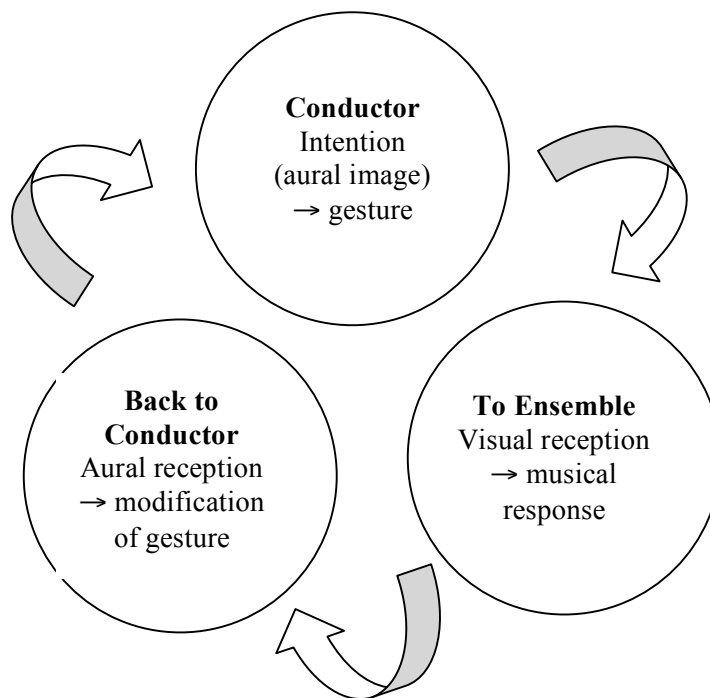 Conductor
Intention
(aural image)
→ gesture
To Ensemble
Visual reception
→ musical
response
Back to
Conductor
Aural reception
→ modification
of gesture